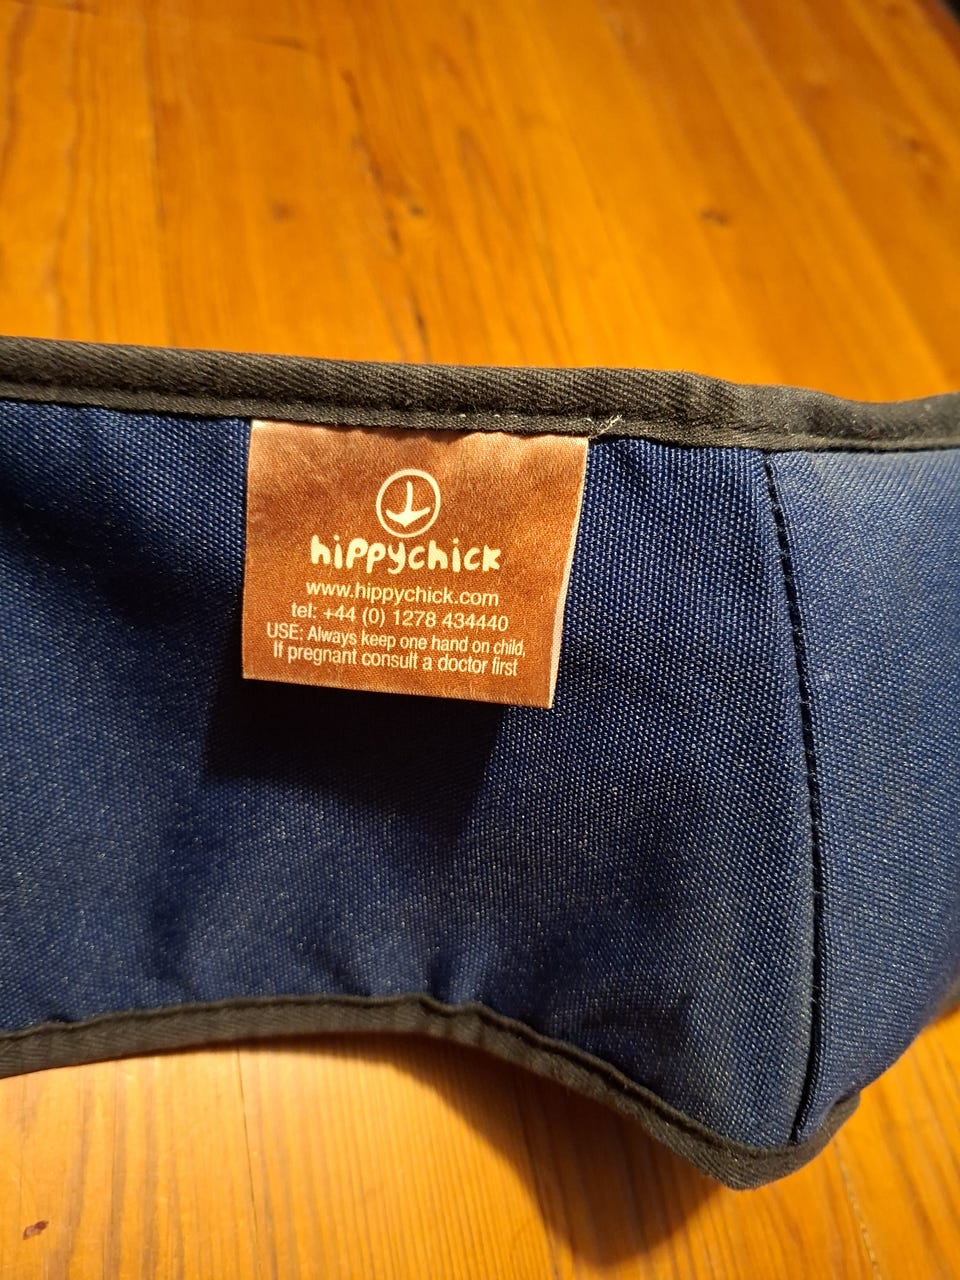 hippychick
www.hippychick.com
tel: +44 (0) 1278 434440
USE: Always keep one hand on child,
If pregnant consult a doctor first